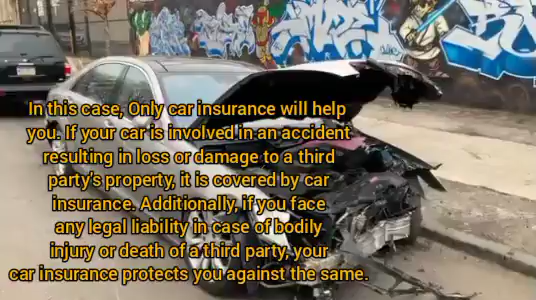 In this case, Only car insurance will help
you. If your car is involved in an accident
resulting in loss or damage to a third
party's property, it is covered by car
insurance. Additionally, if you face
any legal liability in case of bodily
injury or death of a third party, your
car insurance protects you against the same.